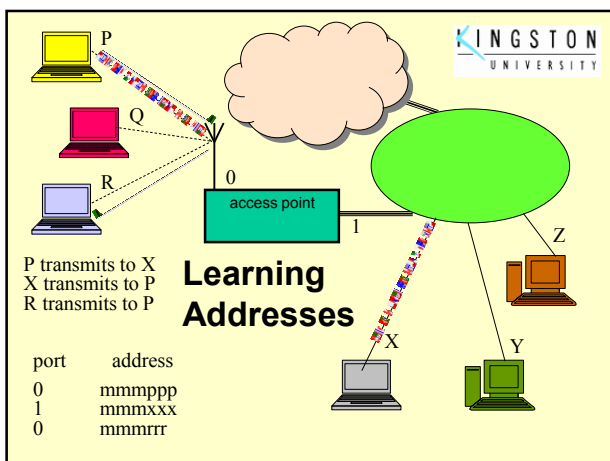 P
KINGSTON
UNIVERSITY
Q
R
0
access point
1
Z
P transmits to X
X transmits to P
R transmits to P
Learning
Addresses
X
Y
port address
0 mmmppp
1 mmmxxx
0 mmmrrr